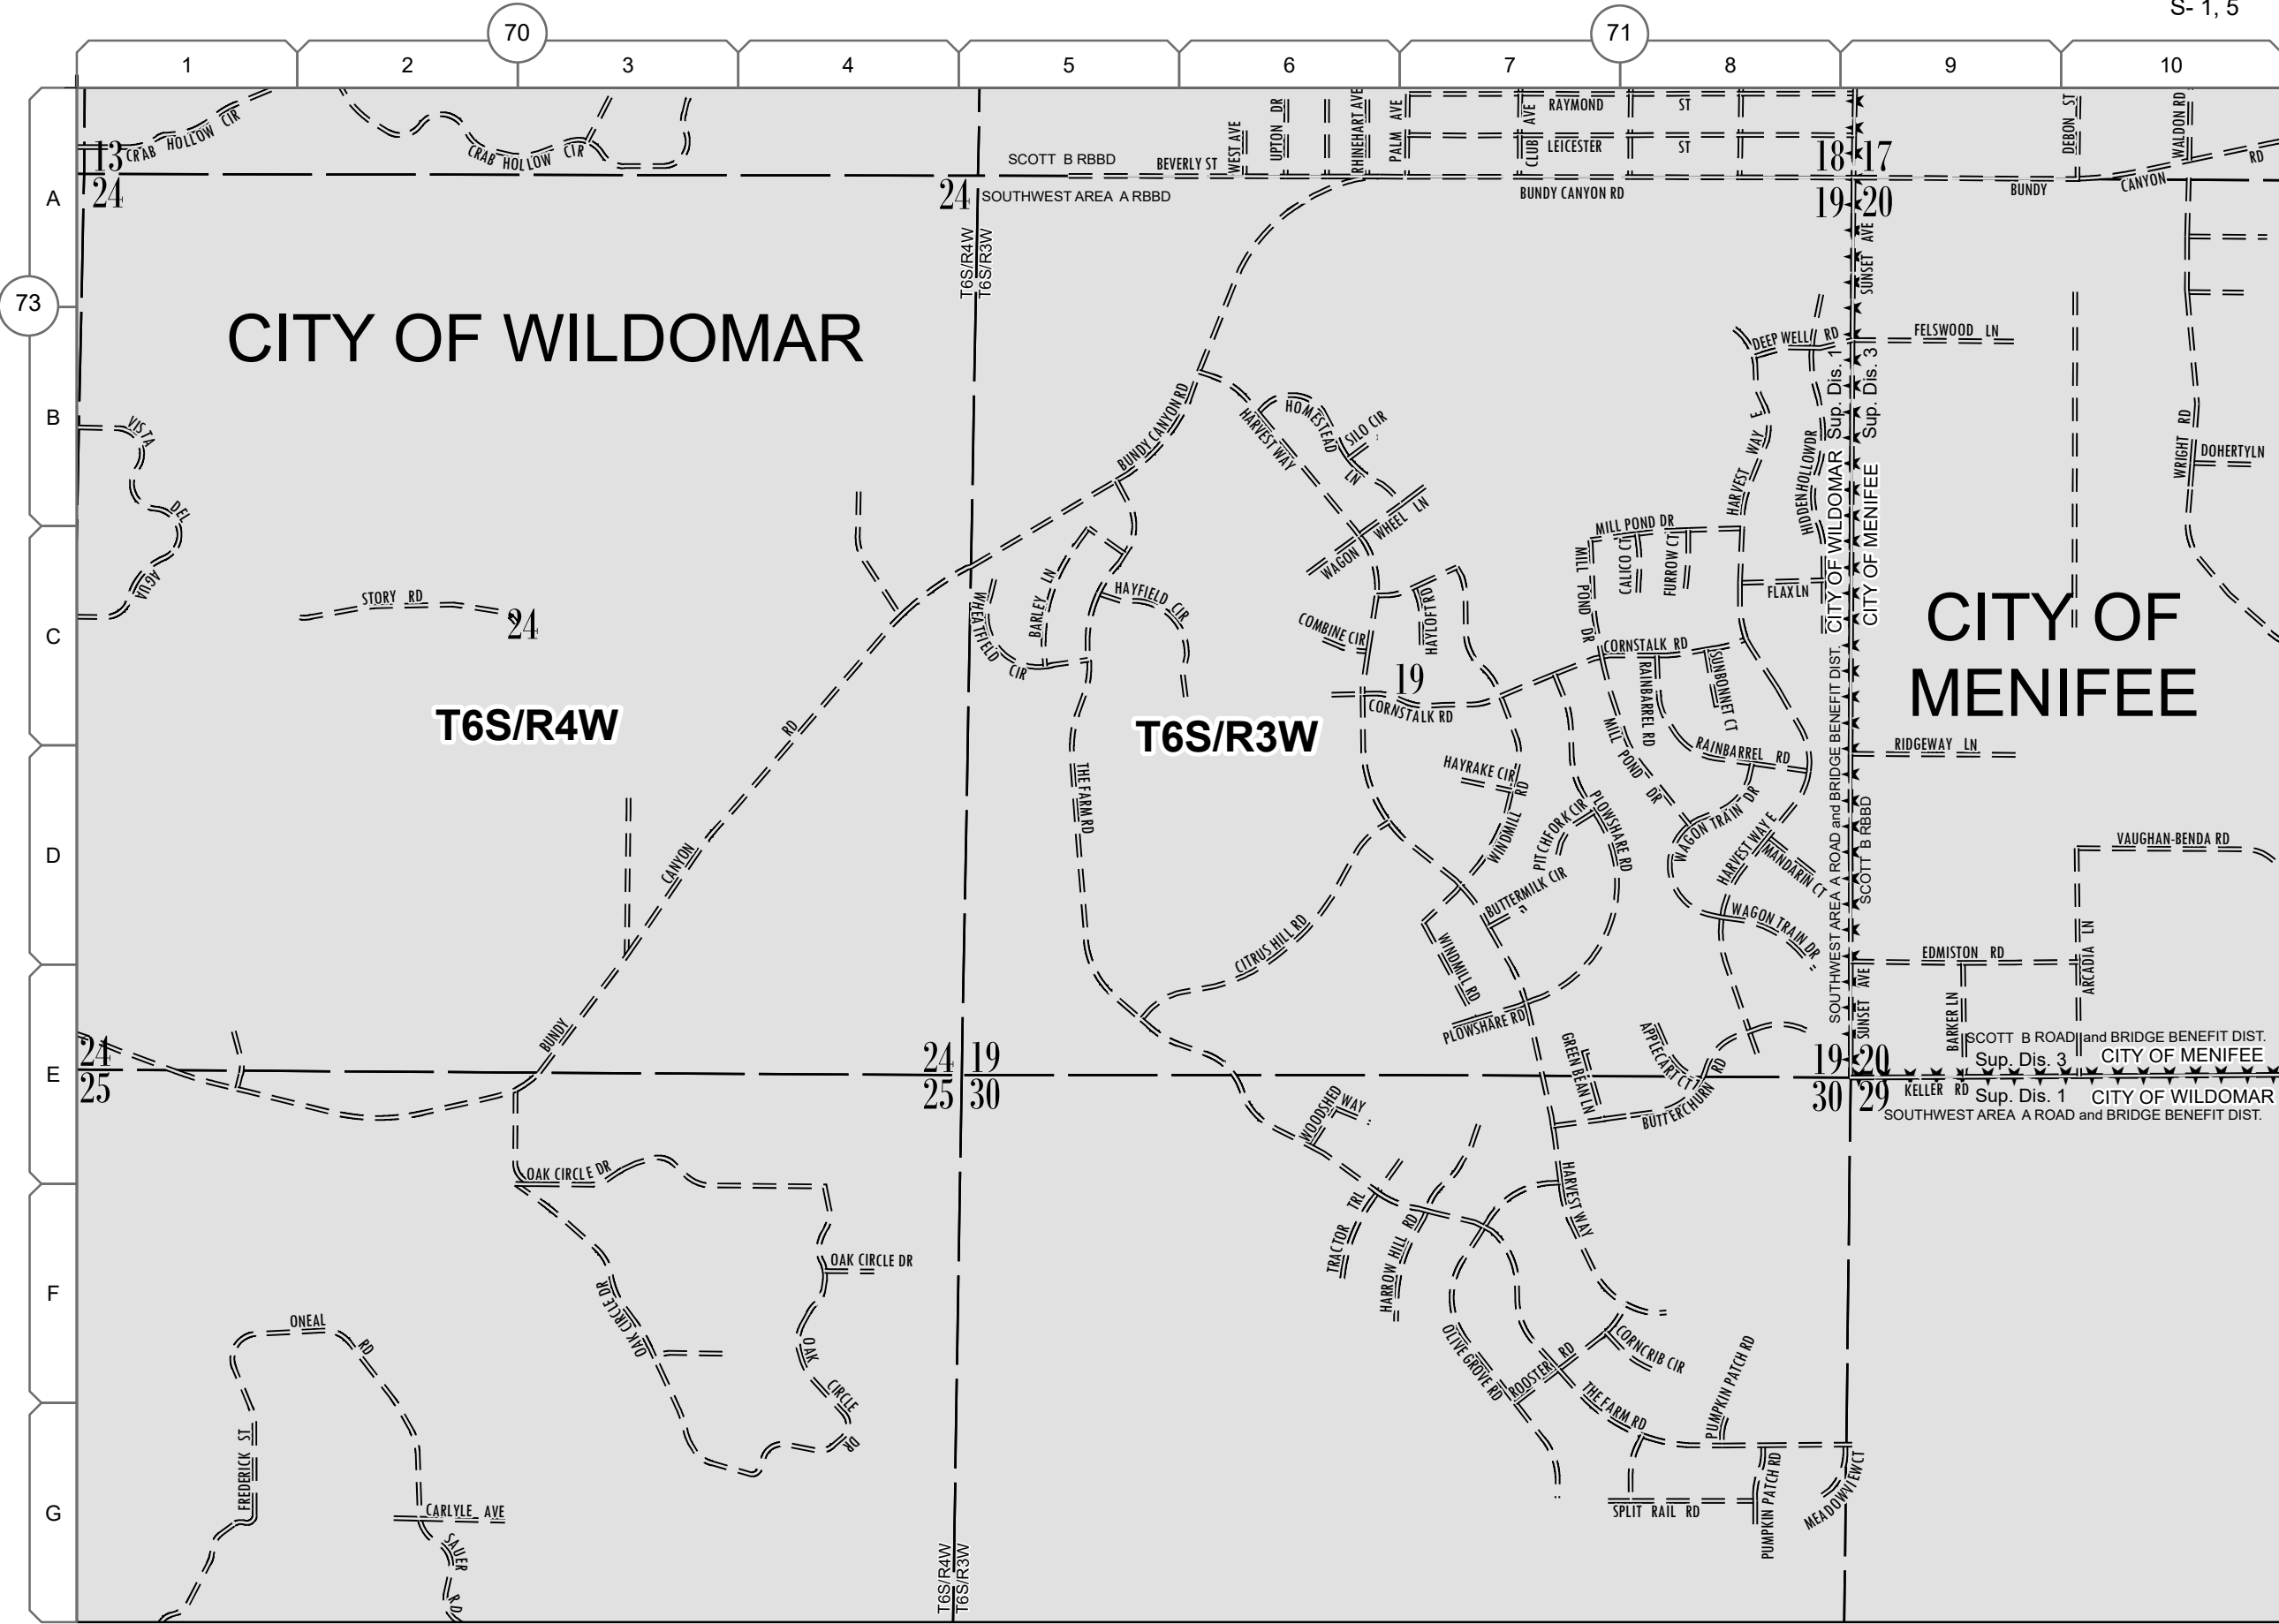 S- 1, 5
70
71
1
2
3
4
5
6
7
8
9
10
A
73
B
C
D
E
F
G
13
24
CRAB HOLLOW CIR
CRAB HOLLOW CIR
24
SCOTT B RBBD
SOUTHWEST AREA A RBBD
BEVERLY ST
WEST AVE
UPTON DR
RHINEHART AVE
PALM AVE
CLUB AVE
RAYMOND ST
LEICESTER ST
BUNDY CANYON RD
18
17
19
20
DEBON ST
WALDON RD
BUNDY CANYON RD
T6S/R4W
T6S/R3W
SUNSET AVE
CITY OF WILDOMAR
DEEP WELL RD
FELSWOOD LN
Sup. Dis. 1
Sup. Dis. 3
VISTA DEL AGUA
BUNDY CANYON RD
HARVEST WAY
HOMESTEAD LN
SILO CIR
HARVEST WAY E
HIDDENHOLLOWDR
WRIGHT RD
DOHERTYLN
CITY OF WILDOMAR
CITY OF MENIFEE
WAGON WHEEL LN
MILL POND DR
CALICO CT
FURROW CT
MILL POND DR
FLAXLN
STORY RD
24
WHEATFIELD CIR
BARLEY LN
HAYFIELD CIR
COMBINE CIR
HAYLOFT RD
CORNSTALK RD
RAINBARREL RD
SUNBONNET CT
CITY OF
MENIFEE
19
CORNSTALK RD
T6S/R4W
T6S/R3W
MILL POND DR
RAINBARREL RD
RIDGEWAY LN
SOUTHWEST AREA A ROAD and BRIDGE BENEFIT DIST.
SCOTT B RBBD
THE FARM RD
HAYRAKE CIR
WINDMILL RD
PITCHFORK CIR
PLOWSHARE RD
WAGON TRAIN DR
HARVEST WAY E
MANDARIN CT
VAUGHAN-BENDA RD
BUTTERMILK CIR
WAGON TRAIN DR
CITRUS HILL RD
WINDMILL RD
EDMISTON RD
ARCADIA LN
BUNDY CANYON RD
PLOWSHARE RD
GREEN BEAN LN
APPLECART CT
BUTTERCHURN RD
SUNSET AVE
BARKER LN
SCOTT B ROAD and BRIDGE BENEFIT DIST.
Sup. Dis. 3
CITY OF MENIFEE
24
25
24
19
25
30
19
20
30
29
KELLER RD
Sup. Dis. 1
CITY OF WILDOMAR
SOUTHWEST AREA A ROAD and BRIDGE BENEFIT DIST.
WOODSHED WAY
OAK CIRCLE DR
HARVEST WAY
TRACTOR TRL
HARROW HILL RD
OAK CIRCLE DR
OAK CIRCLE DR
ONEAL RD
OAK CIRCLE DR
OLIVE GROVE RD
ROOSTER RD
CORNCRIB CIR
THE FARM RD
PUMPKIN PATCH RD
FREDERICK ST
CARLYLE AVE
SAUER RD
SPLIT RAIL RD
PUMPKIN PATCH RD
MEADOWVIEWCT
T6S/R4W
T6S/R3W